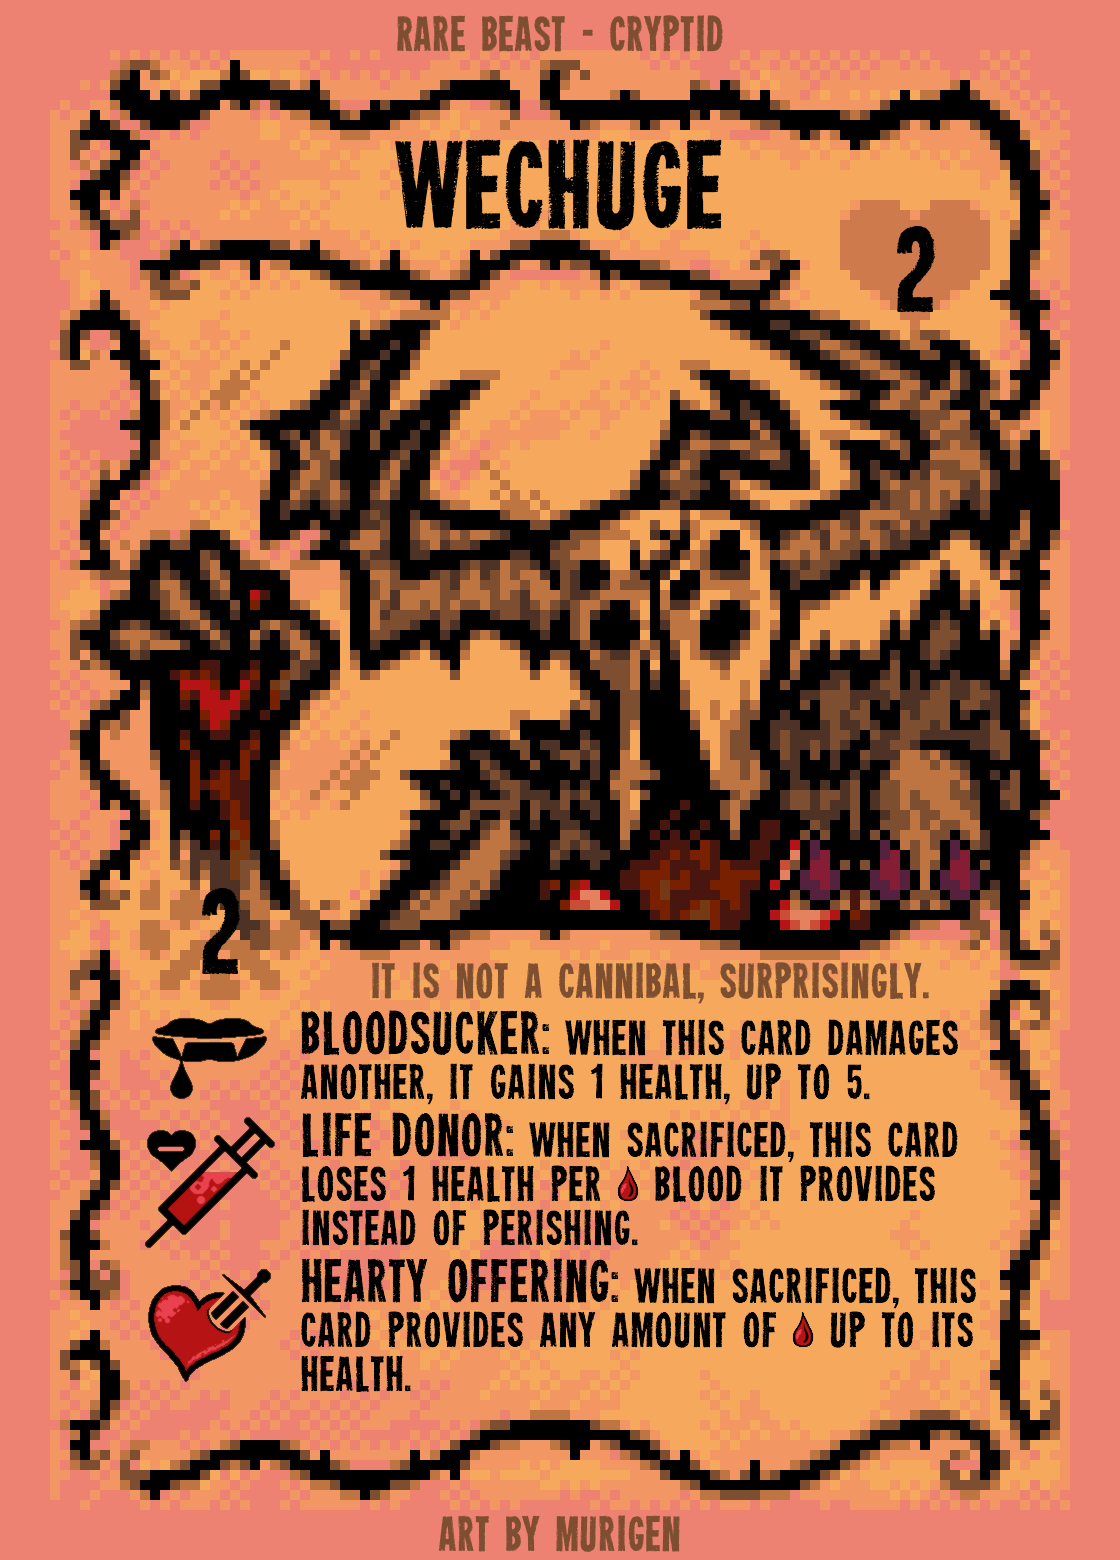 RARE BEAST - CRYPTID
WECHUGE
2
2
IT IS NOT A CANNIBAL, SURPRISINGLY.
BLOODSUCKER: WHEN THIS CARD DAMAGES
ANOTHER, IT GAINS 1 HEALTH, UP TO 5.
LIFE DONOR: WHEN SACRIFICED, THIS CARD
LOSES 1 HEALTH PER BLOOD IT PROVIDES
INSTEAD OF PERISHING.
HEARTY OFFERING: WHEN SACRIFICED, THIS
CARD PROVIDES ANY AMOUNT OF UP TO ITS
HEALTH.
ART BY MURIGEN